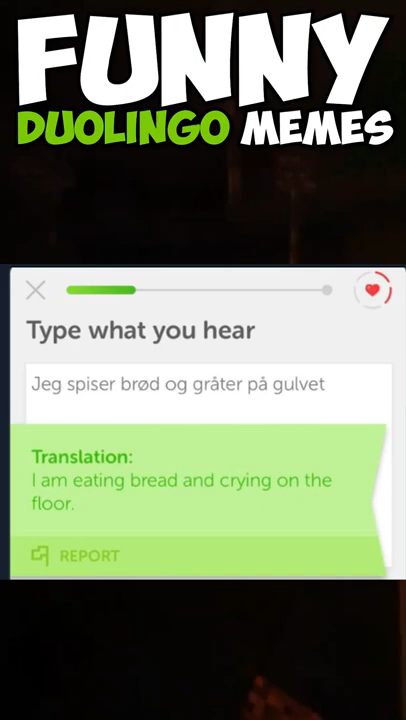 FUNNY
DUOLINGO MEMES
Type what you hear
Jeg spiser brød og gråter på gulvet
Translation:
I am eating bread and crying on the
floor.
REPORT